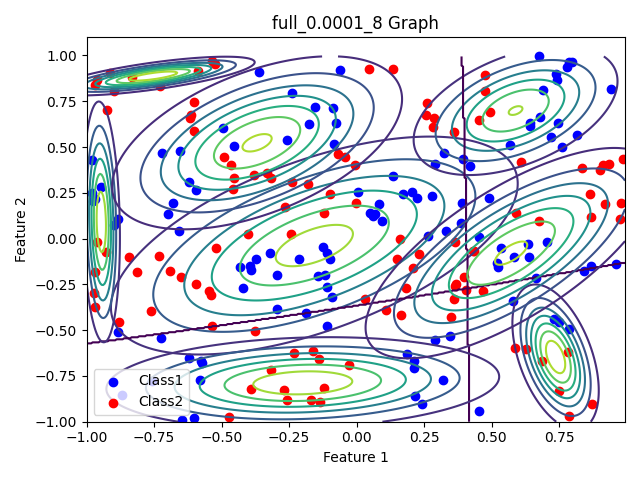 full_0.0001_8 Graph
1.00
0.75
0.50
0.25
0.00
−0.25
−0.50
−0.75
−1.00
Feature 2
Class1
Class2
−1.00 −0.75 −0.50 −0.25 0.00 0.25 0.50 0.75
Feature 1